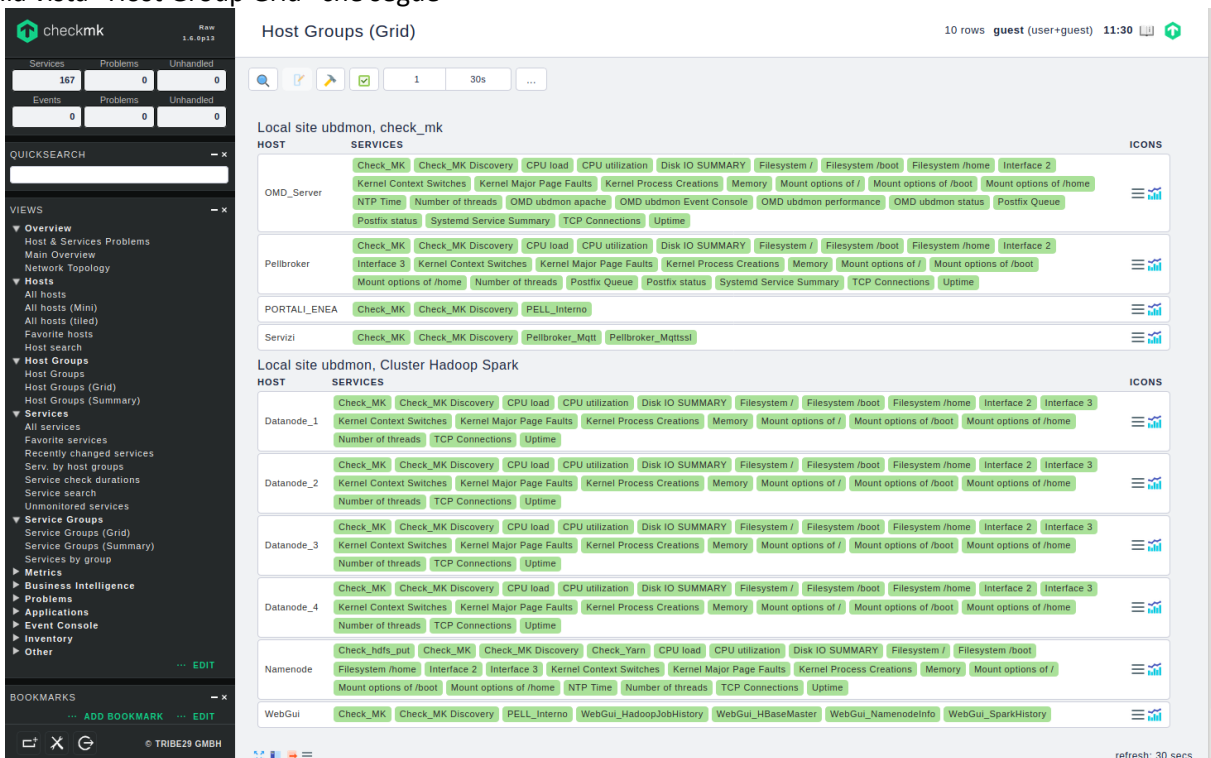 checkmk
Raw
1.6.0p13
Services Problems Unhandled
167 0 0
Events Problems Unhandled
0 0 0
QUICKSEARCH
VIEWS
Overview
Host & Services Problems
Main Overview
Network Topology
Hosts
All hosts
All hosts (Mini)
All hosts (tiled)
Favorite hosts
Host search
Host Groups
Host Groups
Host Groups (Grid)
Host Groups (Summary)
Services
All services
Favorite services
Recently changed services
Serv. by host groups
Service check durations
Service search
Unmonitored services
Service Groups
Service Groups (Grid)
Service Groups (Summary)
Services by group
Metrics
Business Intelligence
Problems
Applications
Event Console
Inventory
Other
··· EDIT
BOOKMARKS
··· ADD BOOKMARK ··· EDIT
© TRIBE29 GMBH
Host Groups (Grid)
10 rows guest (user+guest) 11:30
1 30s ...
Local site ubdmon, check_mk
HOST SERVICES ICONS
Check_MK Check_MK Discovery CPU load CPU utilization Disk IO SUMMARY Filesystem / Filesystem /boot Filesystem /home Interface 2
OMD_Server Kernel Context Switches Kernel Major Page Faults Kernel Process Creations Memory Mount options of / Mount options of /boot Mount options of /home
NTP Time Number of threads OMD ubdmon apache OMD ubdmon Event Console OMD ubdmon performance OMD ubdmon status Postfix Queue
Postfix status Systemd Service Summary TCP Connections Uptime
Check_MK Check_MK Discovery CPU load CPU utilization Disk IO SUMMARY Filesystem / Filesystem /boot Filesystem /home Interface 2
Pellbroker Interface 3 Kernel Context Switches Kernel Major Page Faults Kernel Process Creations Memory Mount options of / Mount options of /boot
Mount options of /home Number of threads Postfix Queue Postfix status Systemd Service Summary TCP Connections Uptime
PORTALI_ENEA Check_MK Check_MK Discovery PELL_Interno
Servizi Check_MK Check_MK Discovery Pellbroker_Mqtt Pellbroker_Mqttssl
Local site ubdmon, Cluster Hadoop Spark
HOST SERVICES ICONS
Check_MK Check_MK Discovery CPU load CPU utilization Disk IO SUMMARY Filesystem / Filesystem /boot Filesystem /home Interface 2 Interface 3
Datanode_1 Kernel Context Switches Kernel Major Page Faults Kernel Process Creations Memory Mount options of / Mount options of /boot Mount options of /home
Number of threads TCP Connections Uptime
Check_MK Check_MK Discovery CPU load CPU utilization Disk IO SUMMARY Filesystem / Filesystem /boot Filesystem /home Interface 2 Interface 3
Datanode_2 Kernel Context Switches Kernel Major Page Faults Kernel Process Creations Memory Mount options of / Mount options of /boot Mount options of /home
Number of threads TCP Connections Uptime
Check_MK Check_MK Discovery CPU load CPU utilization Disk IO SUMMARY Filesystem / Filesystem /boot Filesystem /home Interface 2 Interface 3
Datanode_3 Kernel Context Switches Kernel Major Page Faults Kernel Process Creations Memory Mount options of / Mount options of /boot Mount options of /home
Number of threads TCP Connections Uptime
Check_MK Check_MK Discovery CPU load CPU utilization Disk IO SUMMARY Filesystem / Filesystem /boot Filesystem /home Interface 2 Interface 3
Datanode_4 Kernel Context Switches Kernel Major Page Faults Kernel Process Creations Memory Mount options of / Mount options of /boot Mount options of /home
Number of threads TCP Connections Uptime
Check_hdfs_put Check_MK Check_MK Discovery Check_Yarn CPU load CPU utilization Disk IO SUMMARY Filesystem / Filesystem /boot
Namenode Filesystem /home Interface 2 Interface 3 Kernel Context Switches Kernel Major Page Faults Kernel Process Creations Memory Mount options of /
Mount options of /boot Mount options of /home NTP Time Number of threads TCP Connections Uptime
WebGui Check_MK Check_MK Discovery PELL_Interno WebGui_HadoopJobHistory WebGui_HBaseMaster WebGui_NamenodeInfo WebGui_SparkHistory
refresh: 30 secs